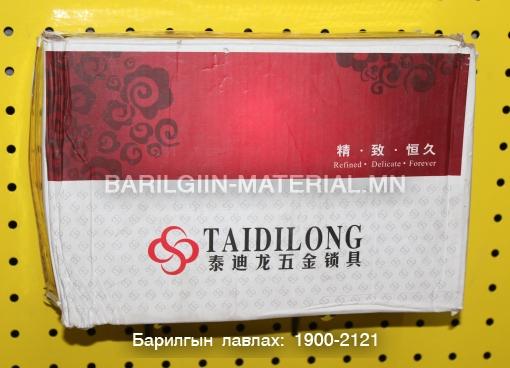 精 · 致 · 恒久
Refined · Delicate · Forever
BARILGIIN-MATERIAL.MN
TAIDILONG
泰迪龙五金锁具
Барилгын лавлах: 1900-2121